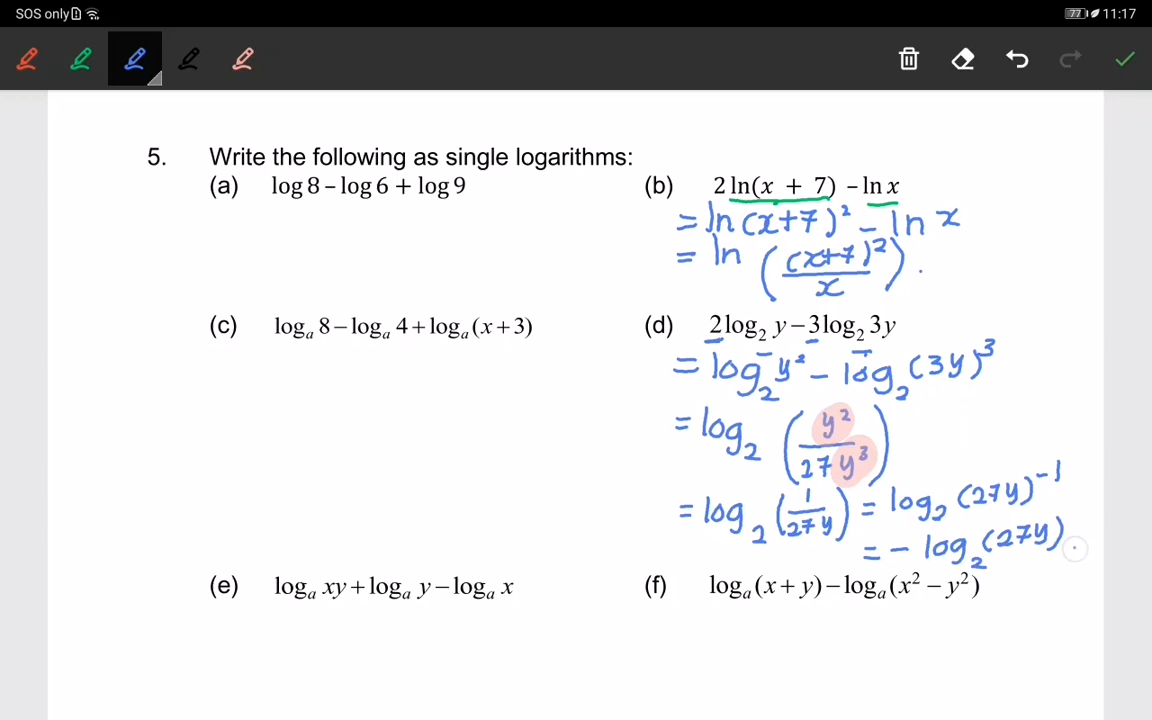 SOS only 77 11:17
5. Write the following as single logarithms:
(a) log 8 – log 6 + log 9
(b) 2 ln(x + 7) – ln x
= ln (x+7)² – ln x
= ln ((x+7)²/x).
(c) logₐ 8 – logₐ 4 + logₐ (x + 3)
(d) 2 log₂ y – 3 log₂ 3y
= log₂ y² – log₂ (3y)³
= log₂ (y²/27y³)
= log₂ (1/27y) = log₂ (27y)⁻¹
= – log₂ (27y)
(e) logₐ xy + logₐ y – logₐ x
(f) logₐ (x + y) – logₐ (x² – y²)